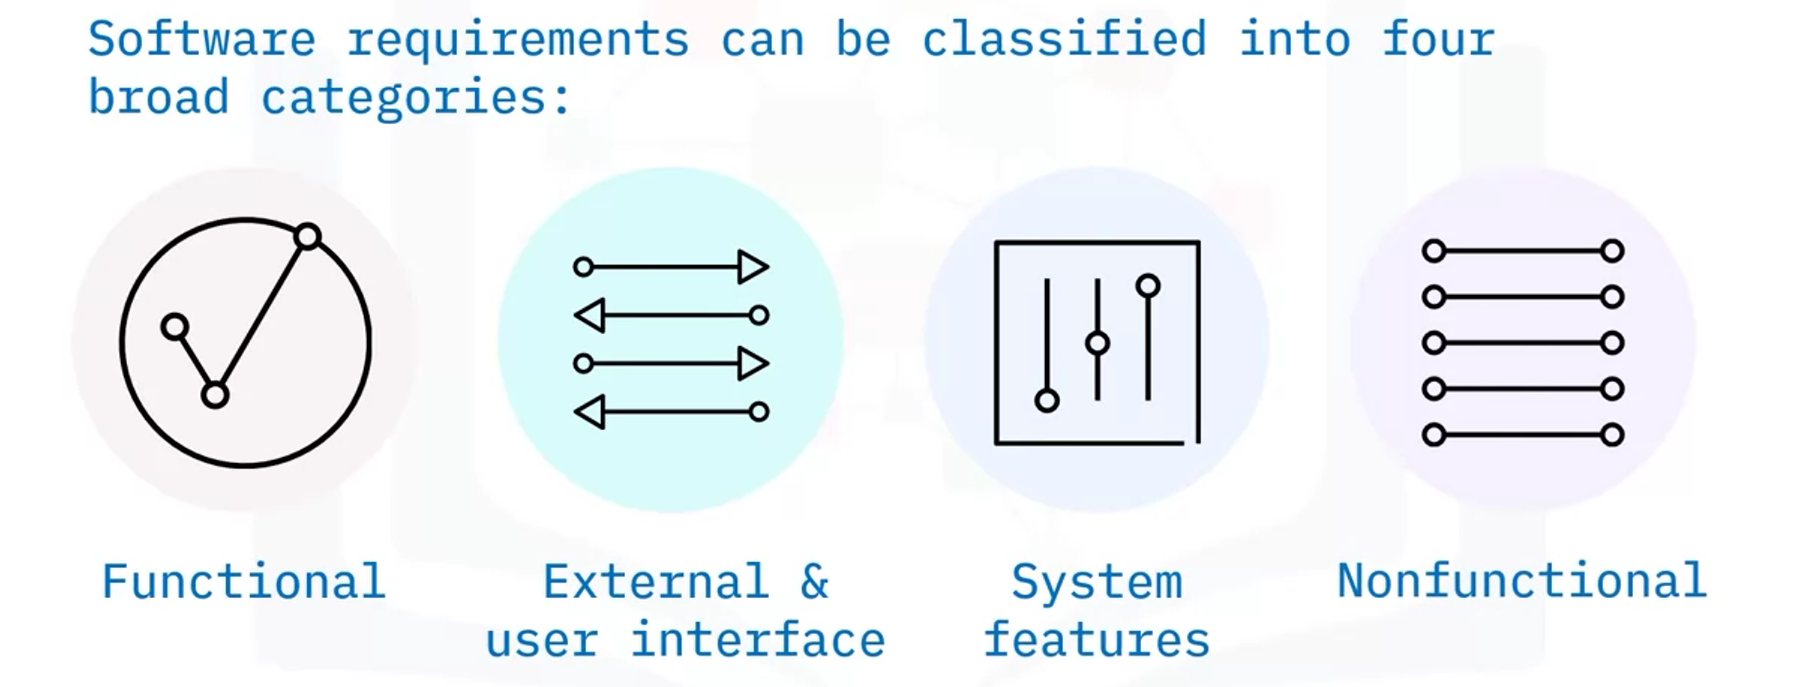 Software requirements can be classified into four
broad categories:
Functional
External &
user interface
System
features
Nonfunctional